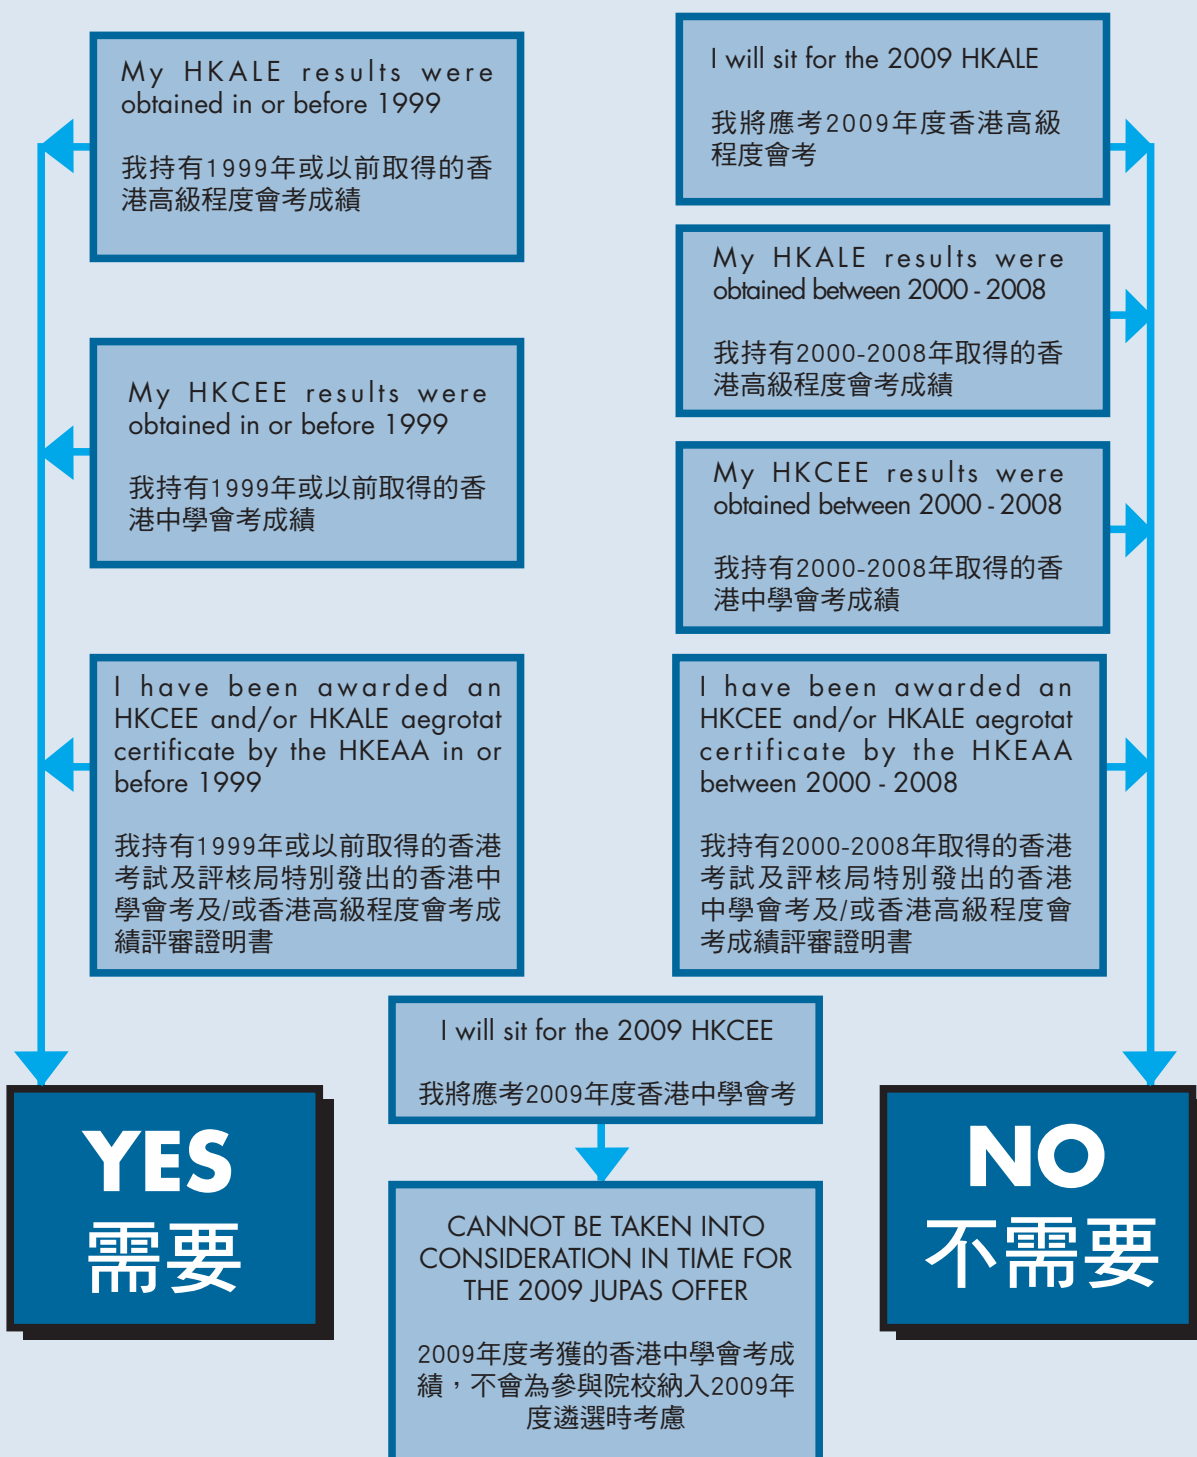 My HKALE results were
obtained in or before 1999
我持有1999年或以前取得的香
港高級程度會考成績
My HKCEE results were
obtained in or before 1999
我持有1999年或以前取得的香
港中學會考成績
I have been awarded an
HKCEE and/or HKALE aegrotat
certificate by the HKEAA in or
before 1999
我持有1999年或以前取得的香港
考試及評核局特別發出的香港中
學會考及/或香港高級程度會考成
績評審證明書
YES
需要
I will sit for the 2009 HKALE
我將應考2009年度香港高級
程度會考
My HKALE results were
obtained between 2000 - 2008
我持有2000-2008年取得的香
港高級程度會考成績
My HKCEE results were
obtained between 2000 - 2008
我持有2000-2008年取得的香
港中學會考成績
I have been awarded an
HKCEE and/or HKALE aegrotat
certificate by the HKEAA
between 2000 - 2008
我持有2000-2008年取得的香港
考試及評核局特別發出的香港
中學會考及/或香港高級程度會
考成績評審證明書
NO
不需要
I will sit for the 2009 HKCEE
我將應考2009年度香港中學會考
CANNOT BE TAKEN INTO
CONSIDERATION IN TIME FOR
THE 2009 JUPAS OFFER
2009年度考獲的香港中學會考成
績，不會為參與院校納入2009年
度遴選時考慮